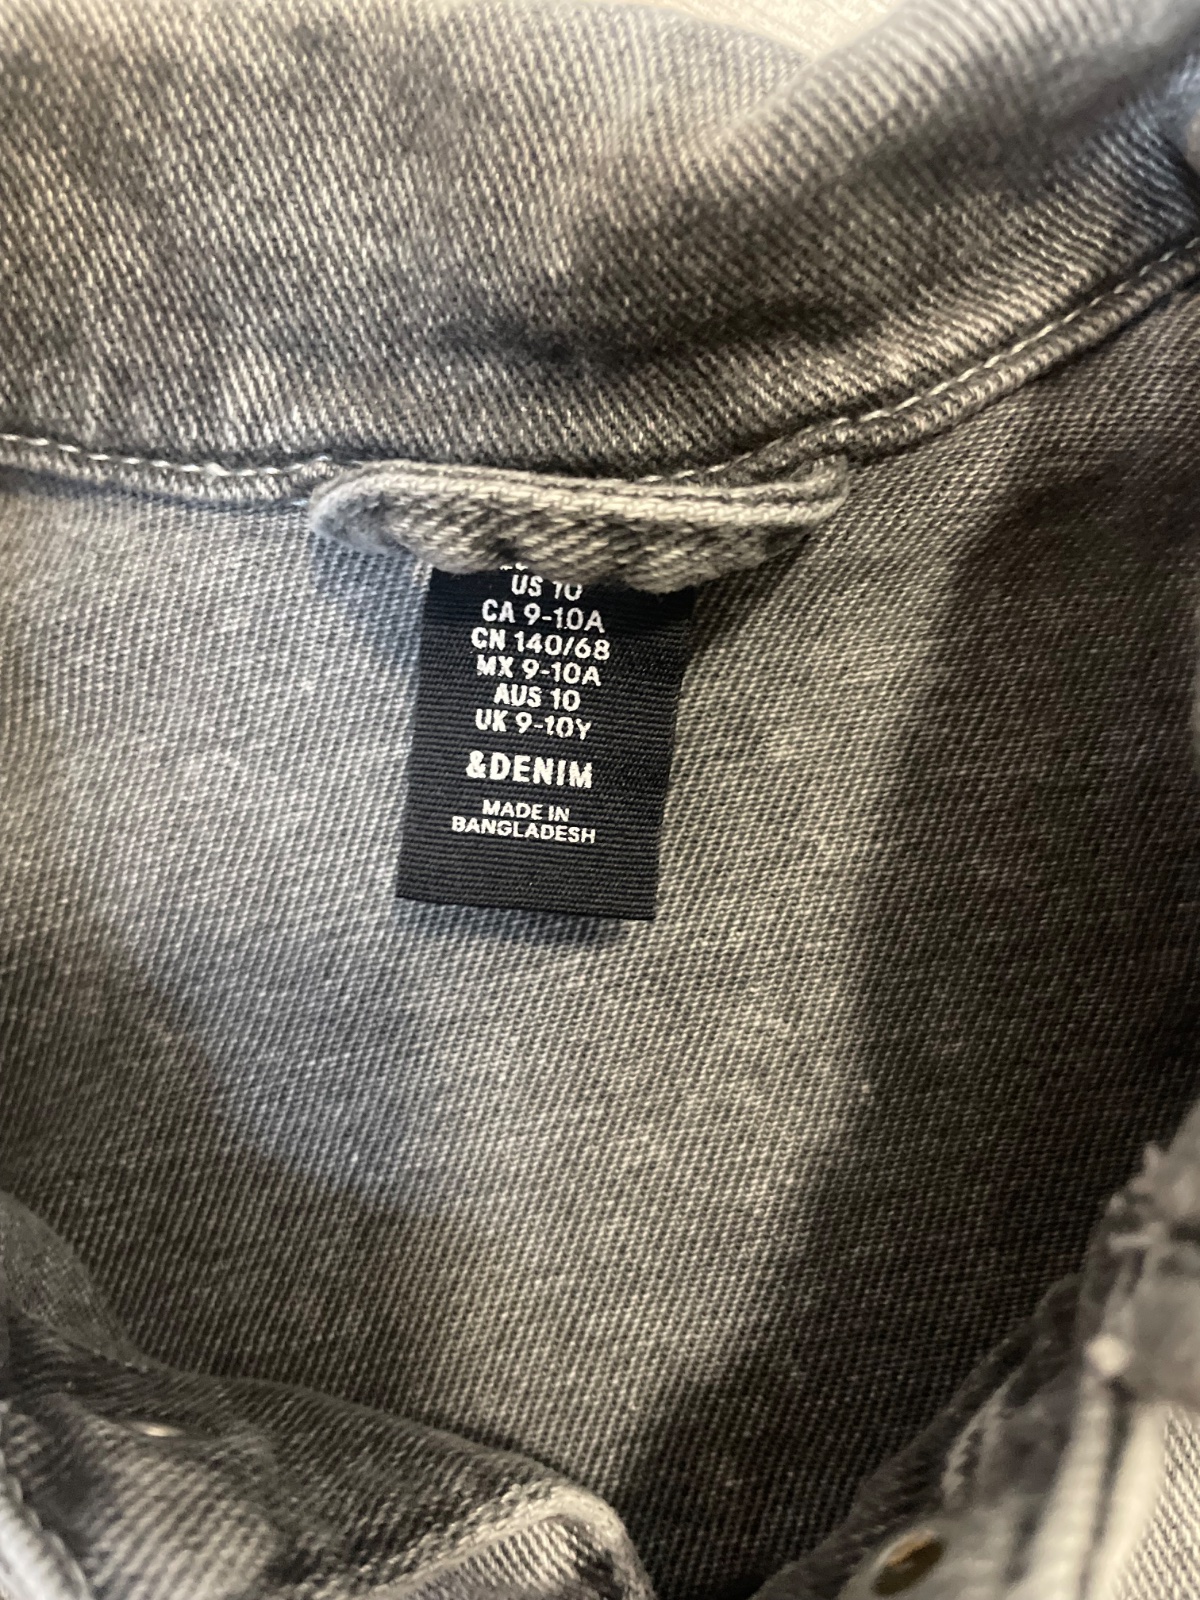 US 10
CA 9-10A
CN 140/68
MX 9-10A
AUS 10
UK 9-10Y
&DENIM
MADE IN
BANGLADESH